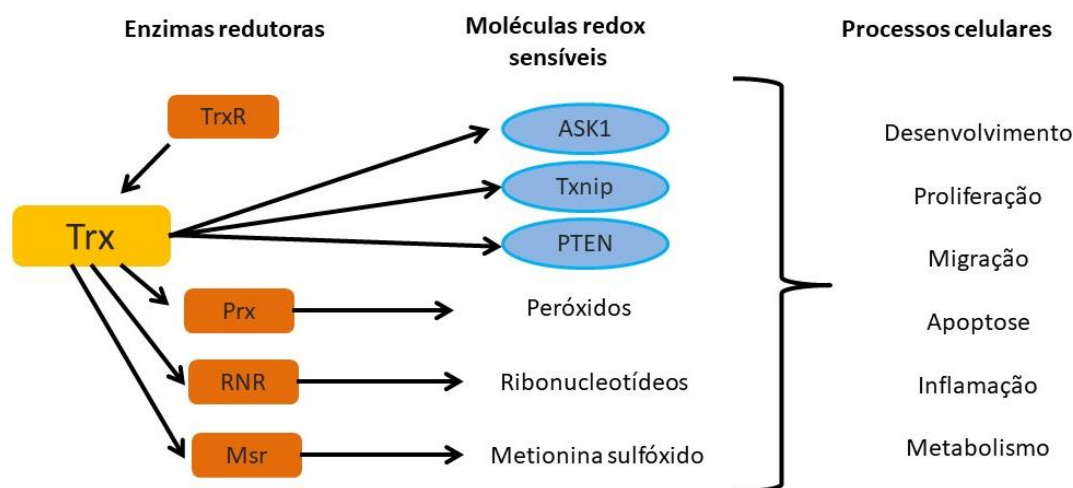 Enzimas redutoras
Moléculas redox
sensíveis
Processos celulares
TrxR
Trx
Prx
RNR
Msr
ASK1
Txnip
PTEN
Peróxidos
Ribonucleotídeos
Metionina sulfóxido
Desenvolvimento
Proliferação
Migração
Apoptose
Inflamação
Metabolismo